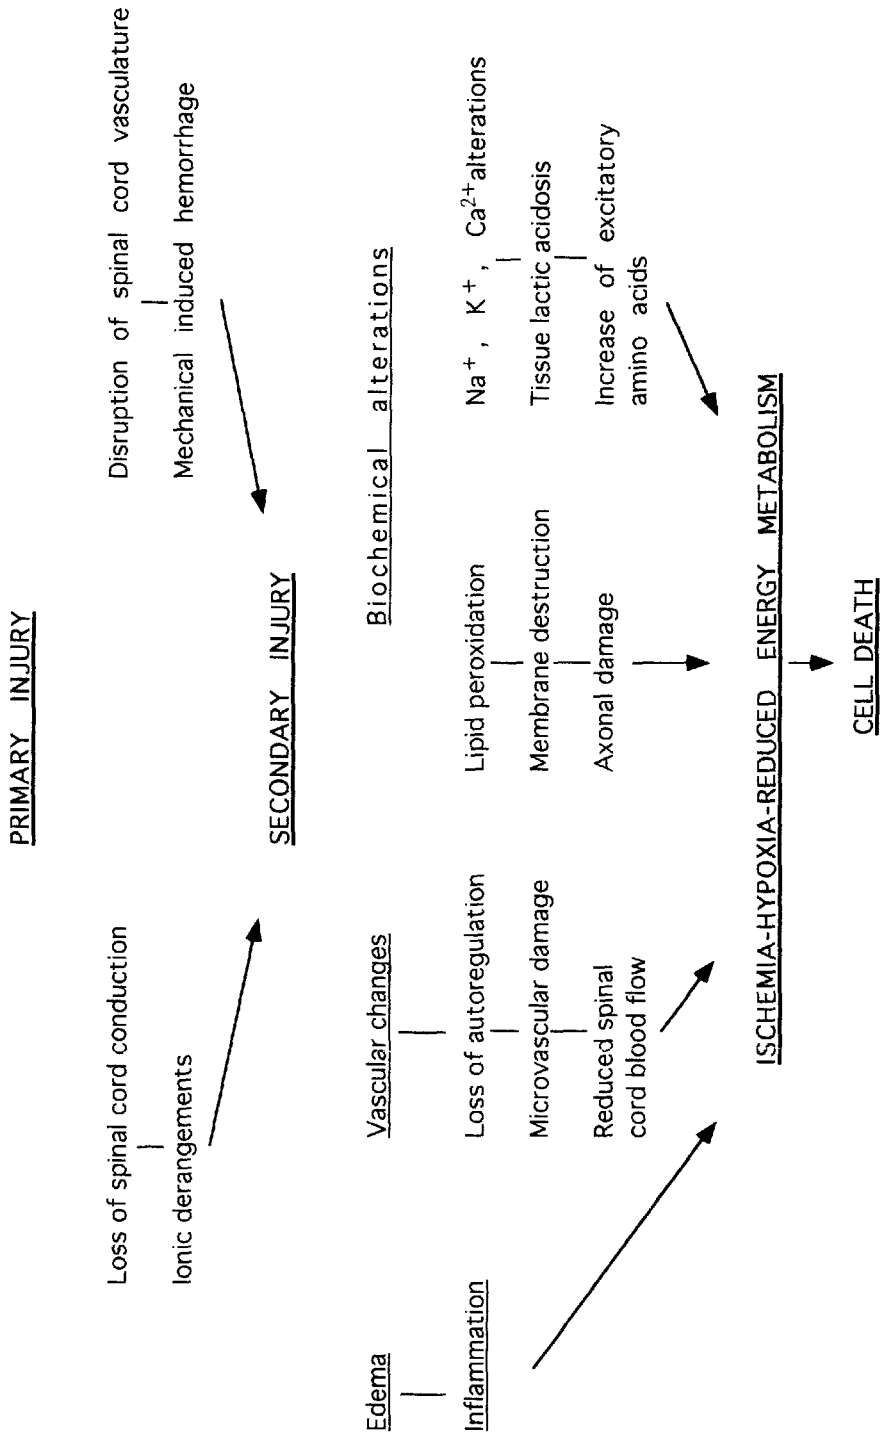 PRIMARY INJURY
Loss of spinal cord conduction
Ionic derangements
Disruption of spinal cord vasculature
Mechanical induced hemorrhage
SECONDARY INJURY
Edema
Inflammation
Vascular changes
Loss of autoregulation
Microvascular damage
Reduced spinal
cord blood flow
Biochemical alterations
Lipid peroxidation
Membrane destruction
Axonal damage
Na⁺, K⁺, Ca²⁺ alterations
Tissue lactic acidosis
Increase of excitatory
amino acids
ISCHEMIA-HYPOXIA-REDUCED ENERGY METABOLISM
CELL DEATH